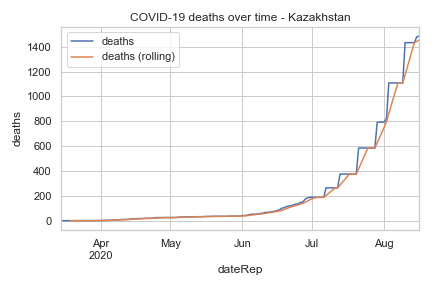 COVID-19 deaths over time - Kazakhstan
deaths
deaths (rolling)
1400
1200
1000
800
600
400
200
0
deaths
Apr
2020
May
Jun
Jul
Aug
dateRep